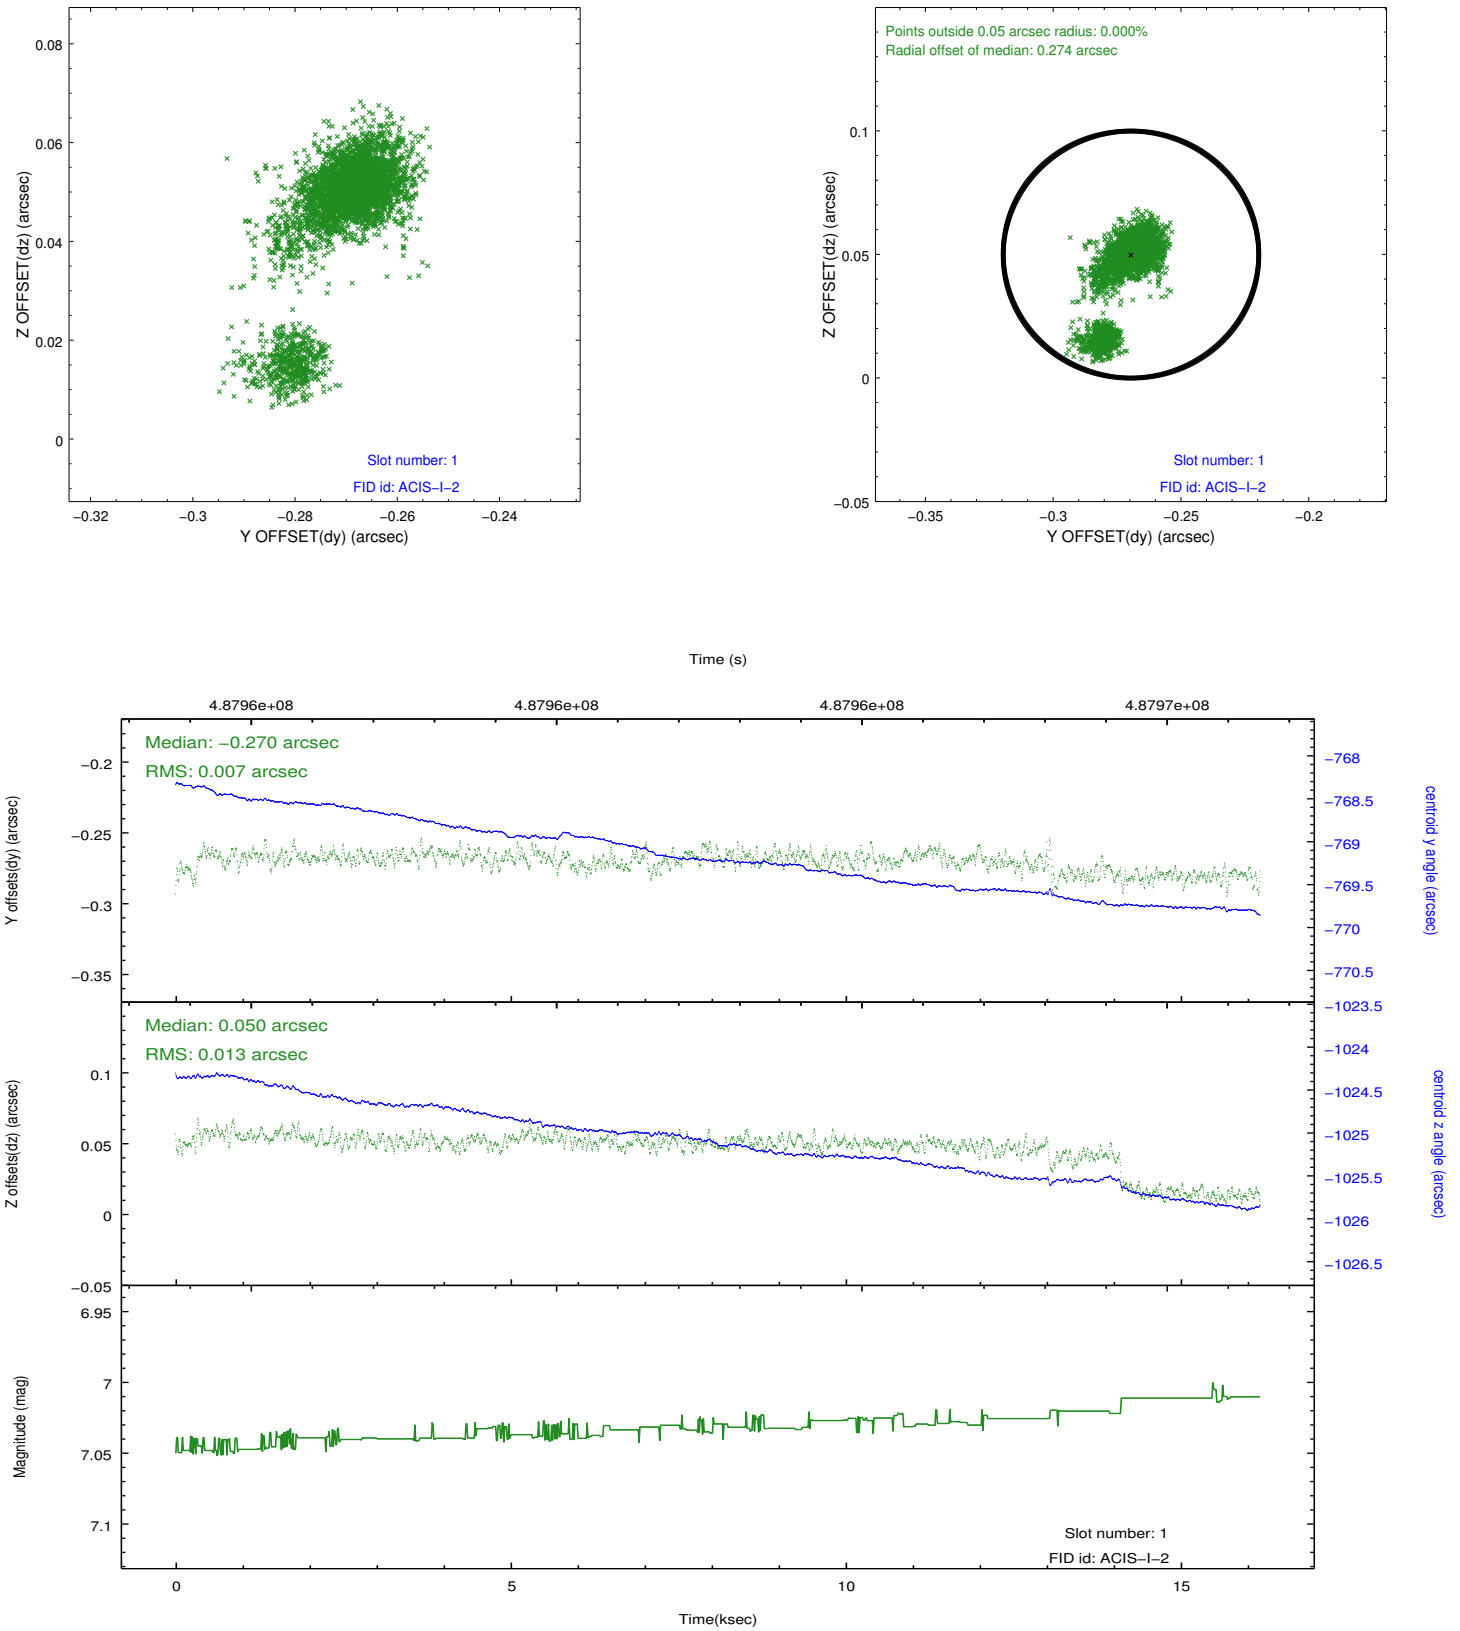 0.08
0.06
0.04
0.02
0
Z OFFSET(dz) (arcsec)
Slot number: 1
FID id: ACIS−I−2
−0.32
−0.3
−0.28
−0.26
−0.24
Y OFFSET(dy) (arcsec)
Points outside 0.05 arcsec radius: 0.000%
Radial offset of median: 0.274 arcsec
0.1
0.05
0
−0.05
Z OFFSET(dz) (arcsec)
Slot number: 1
FID id: ACIS−I−2
−0.35
−0.3
−0.25
−0.2
Y OFFSET(dy) (arcsec)
Time (s)
4.8796e+08
4.8796e+08
4.8796e+08
4.8797e+08
Median: −0.270 arcsec
RMS: 0.007 arcsec
−0.2
−0.25
−0.3
−0.35
Y offsets(dy) (arcsec)
−768
−768.5
−769
−769.5
−770
−770.5
centroid y angle (arcsec)
Median: 0.050 arcsec
RMS: 0.013 arcsec
0.1
0.05
0
−0.05
Z offsets(dz) (arcsec)
−1023.5
−1024
−1024.5
−1025
−1025.5
−1026
−1026.5
centroid z angle (arcsec)
6.95
7
7.05
7.1
Magnitude (mag)
Slot number: 1
FID id: ACIS−I−2
0
5
10
15
Time(ksec)